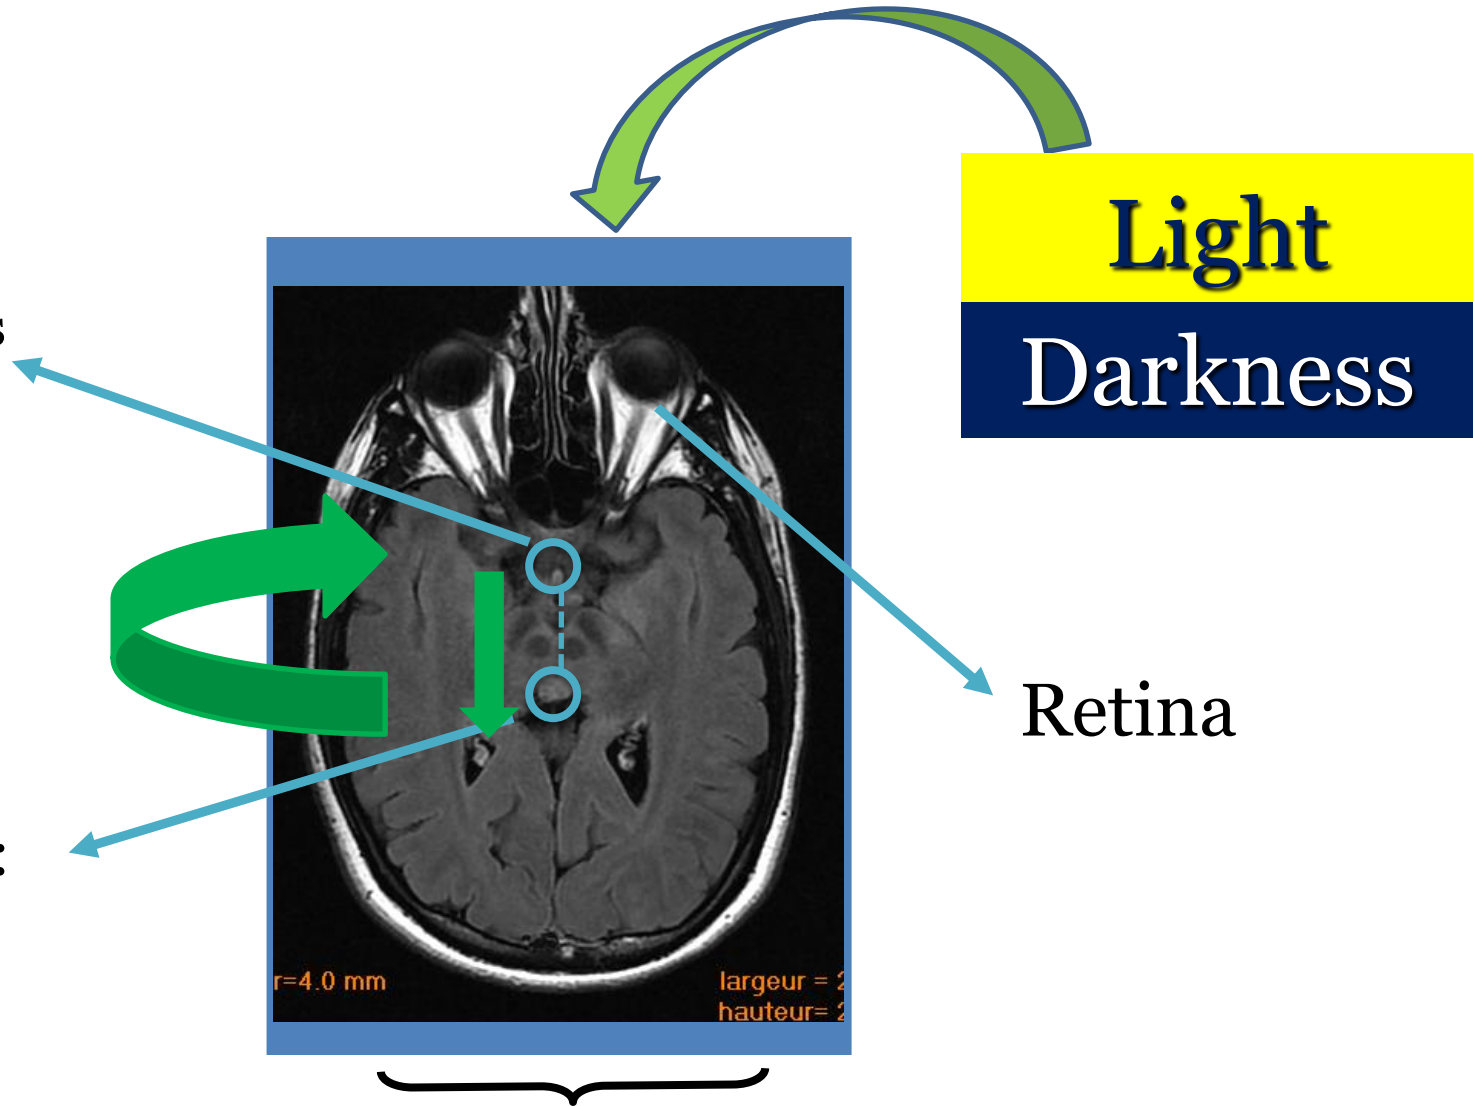 Light
Darkness
Retina
r=4.0 mm
largeur =
hauteur=